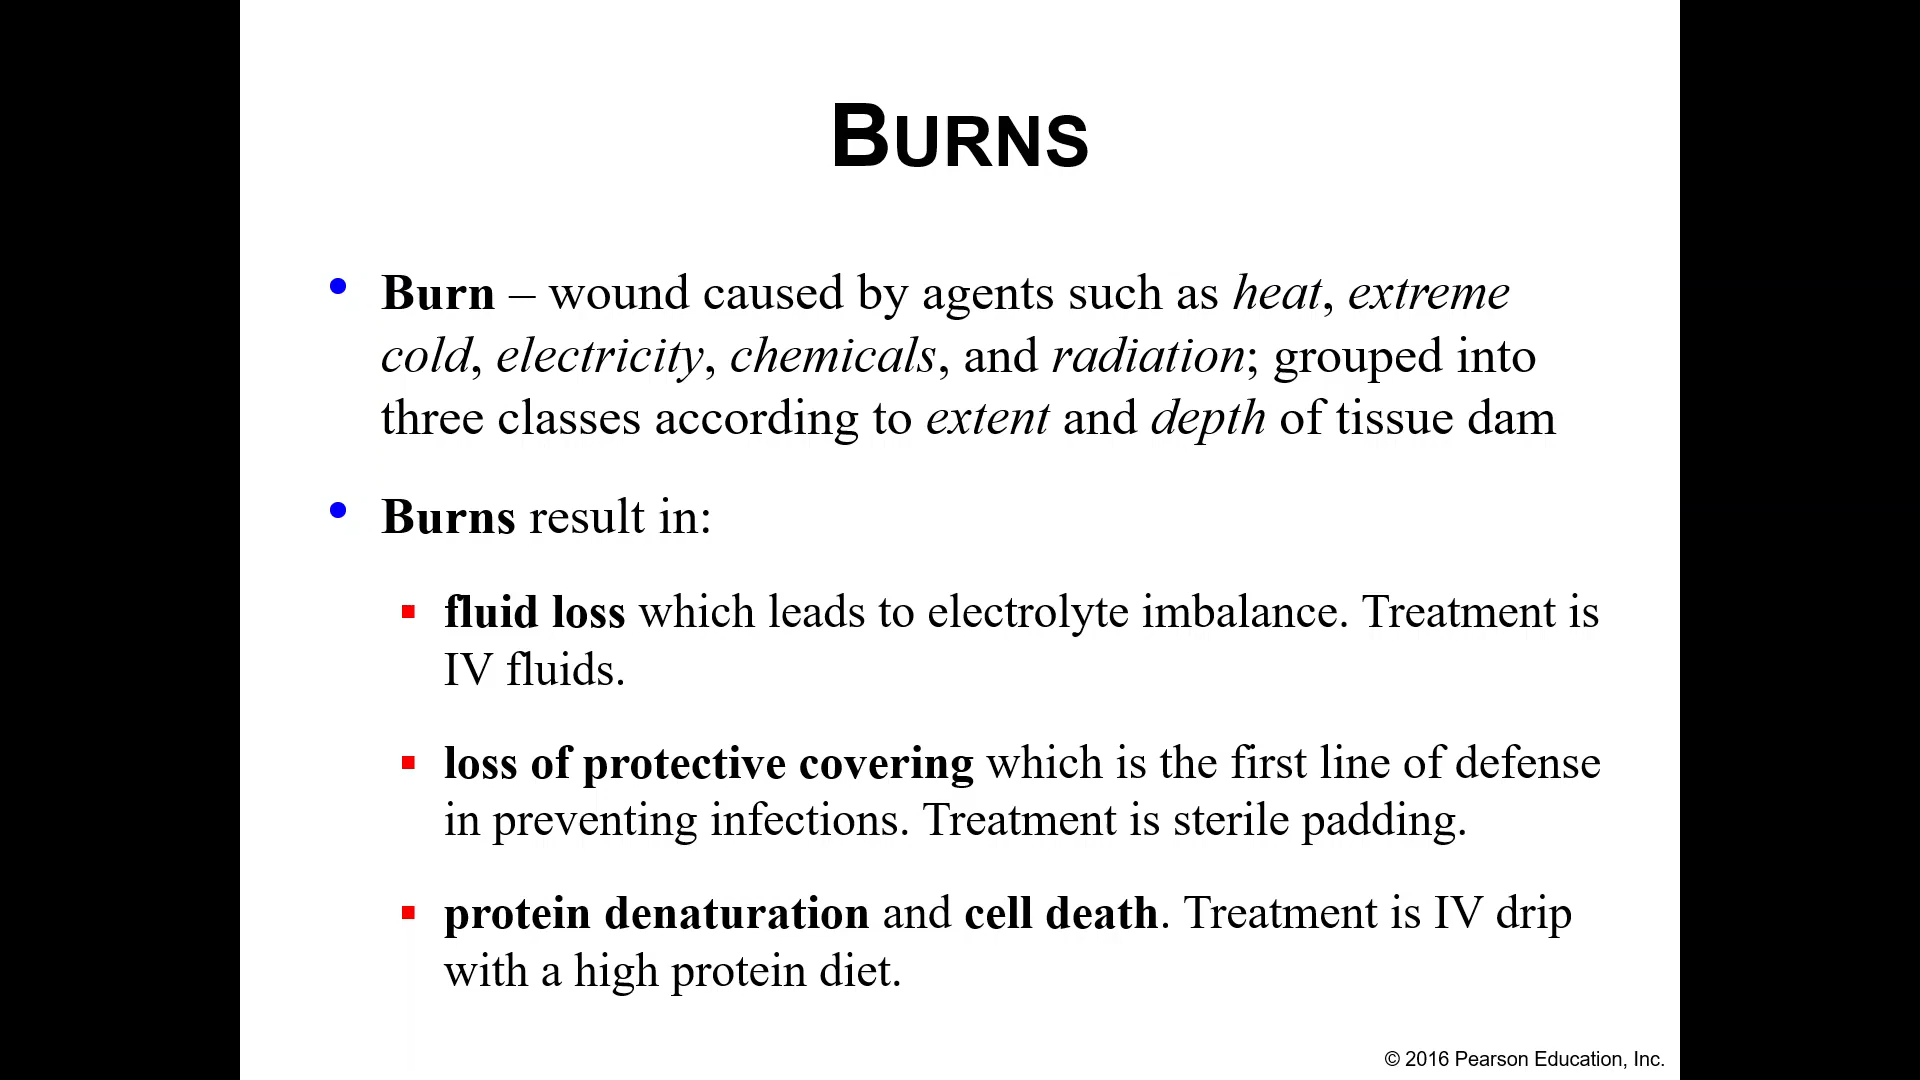 BURNS
• Burn – wound caused by agents such as heat, extreme
cold, electricity, chemicals, and radiation; grouped into
three classes according to extent and depth of tissue dam
• Burns result in:
▪ fluid loss which leads to electrolyte imbalance. Treatment is
IV fluids.
▪ loss of protective covering which is the first line of defense
in preventing infections. Treatment is sterile padding.
▪ protein denaturation and cell death. Treatment is IV drip
with a high protein diet.
© 2016 Pearson Education, Inc.